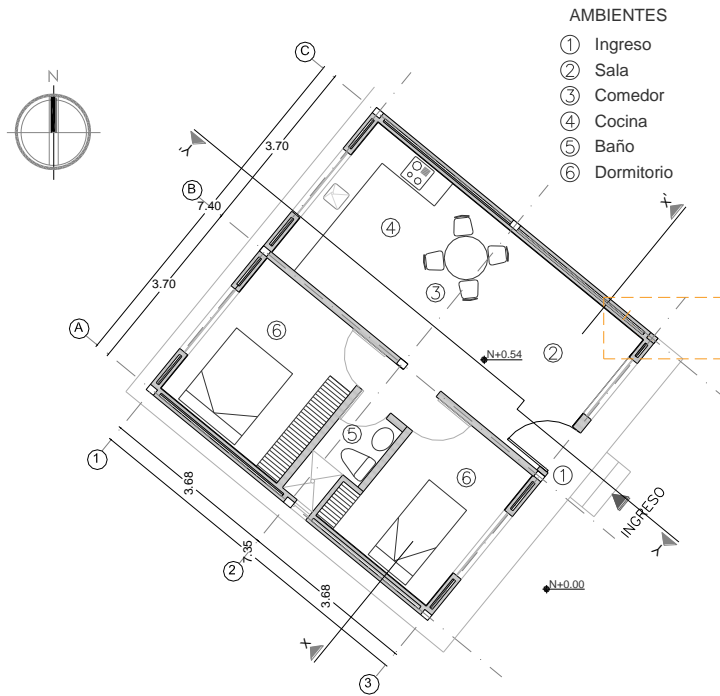 AMBIENTES
1 Ingreso
2 Sala
3 Comedor
4 Cocina
5 Baño
6 Dormitorio
N
C
3.70
Y'
B
7.40
X'
4
3.70
3
A
6
N+0.54
2
5
1
6
1
3.68
INGRESO
Y
2
7.35
N+0.00
3.68
X
3